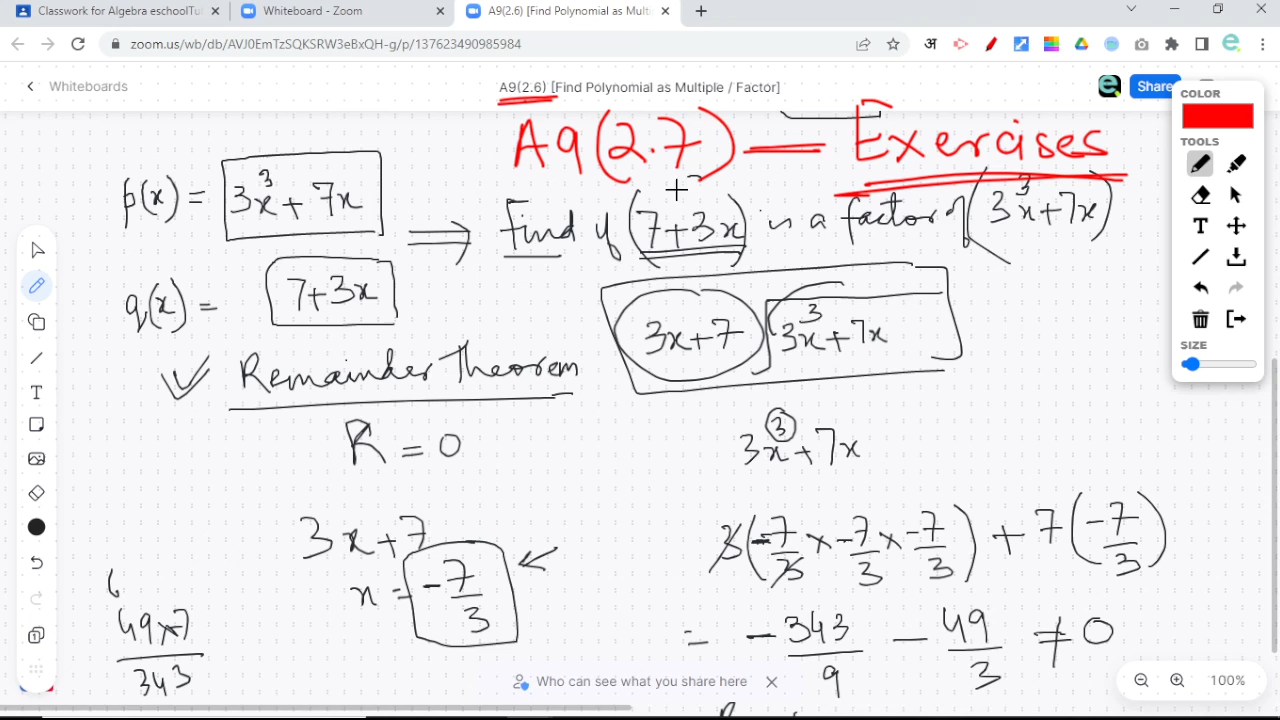 Classwork for Algebra eschoolTu
Whiteboard - Zoom
A9(2.6) [Find Polynomial as Mult
zoom.us/wb/db/AVJ0EmTzSQKSRW3eRxQH-g/p/137623490985984
Whiteboards
A9(2.6) [Find Polynomial as Multiple / Factor]
Share
COLOR
TOOLS
SIZE
A9(2.7) = Exercises
p(x) = 3x³ + 7x ⇒ Find if (7+3x) is a factor of (3x³+7x)
q(x) = 7+3x
3x+7 3x³+7x
Remainder Theorem
R = 0
3x³+7x
3x+7
x = -7/3
3(-7/3 × -7/3 × -7/3) + 7(-7/3)
49×7
343
= -343/9 - 49/3 ≠ 0
Who can see what you share here
100%